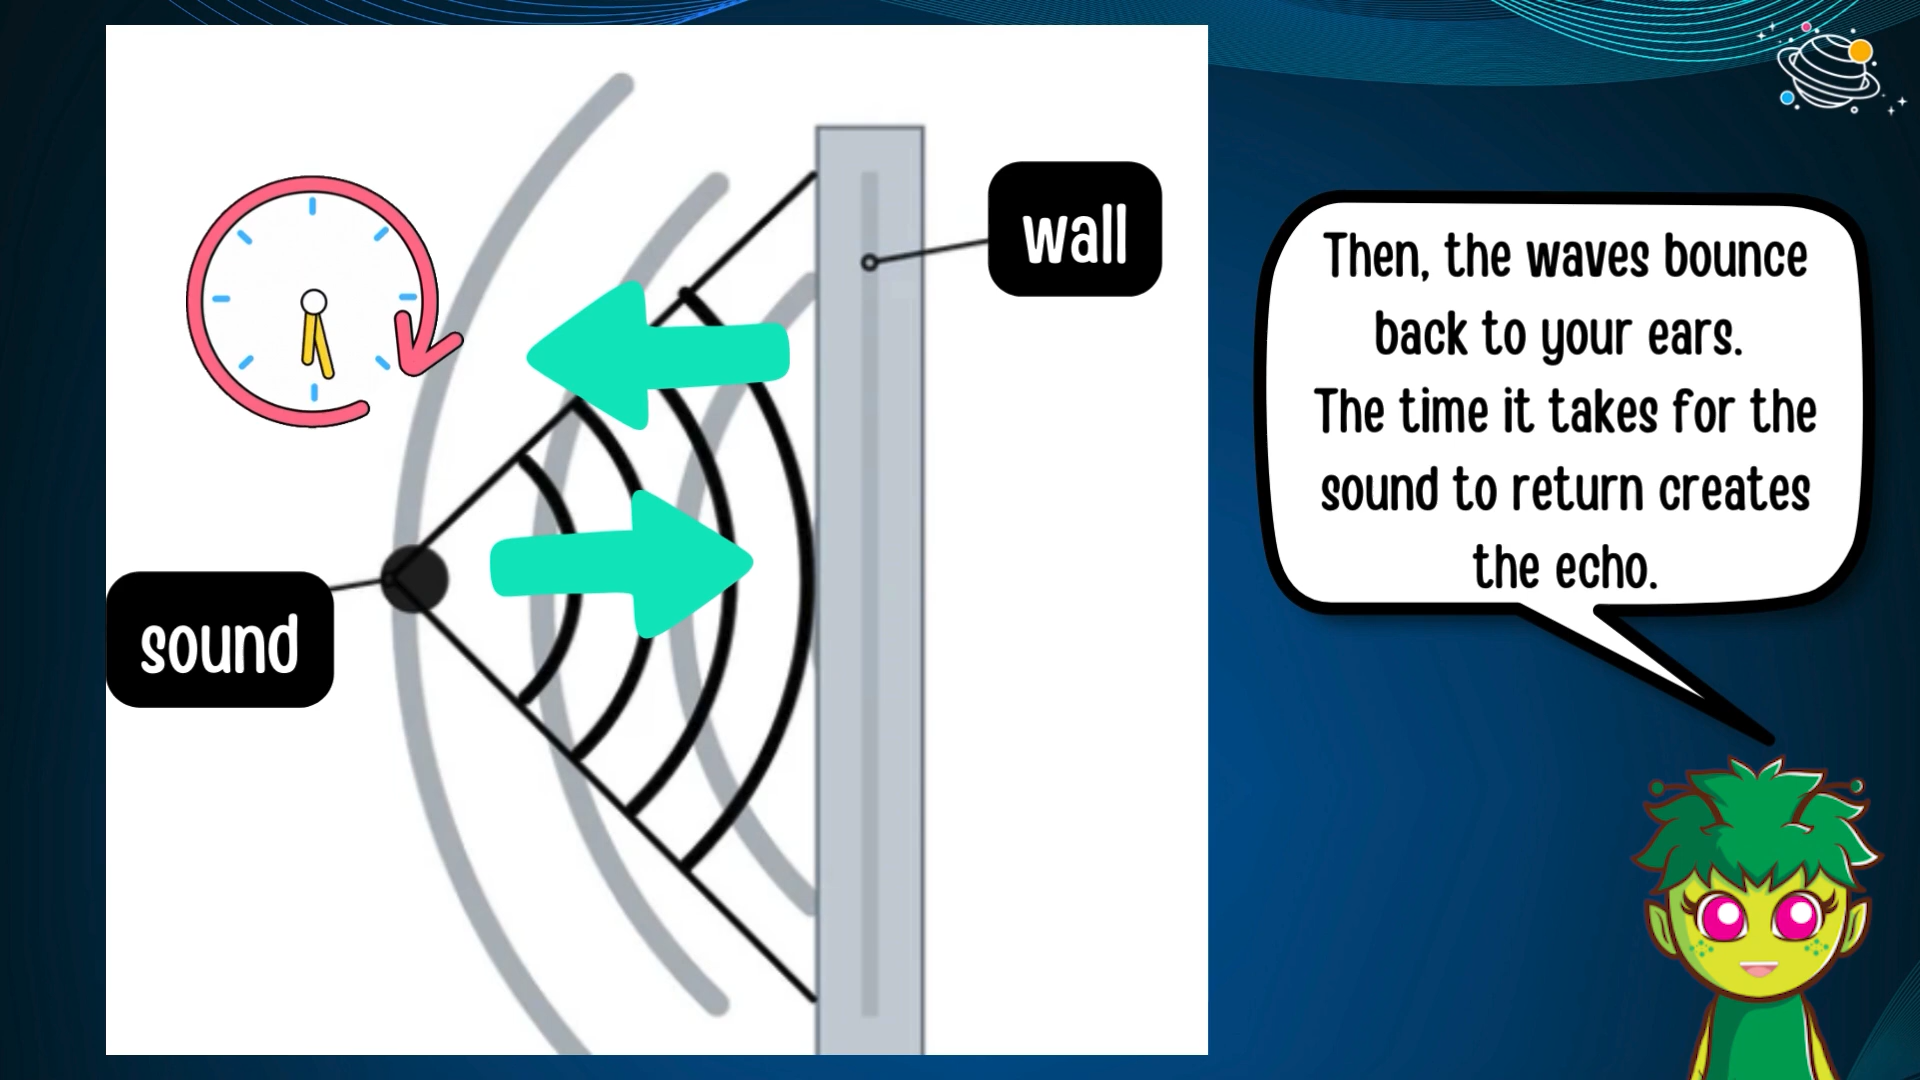 wall
sound
Then, the waves bounce
back to your ears.
The time it takes for the
sound to return creates
the echo.